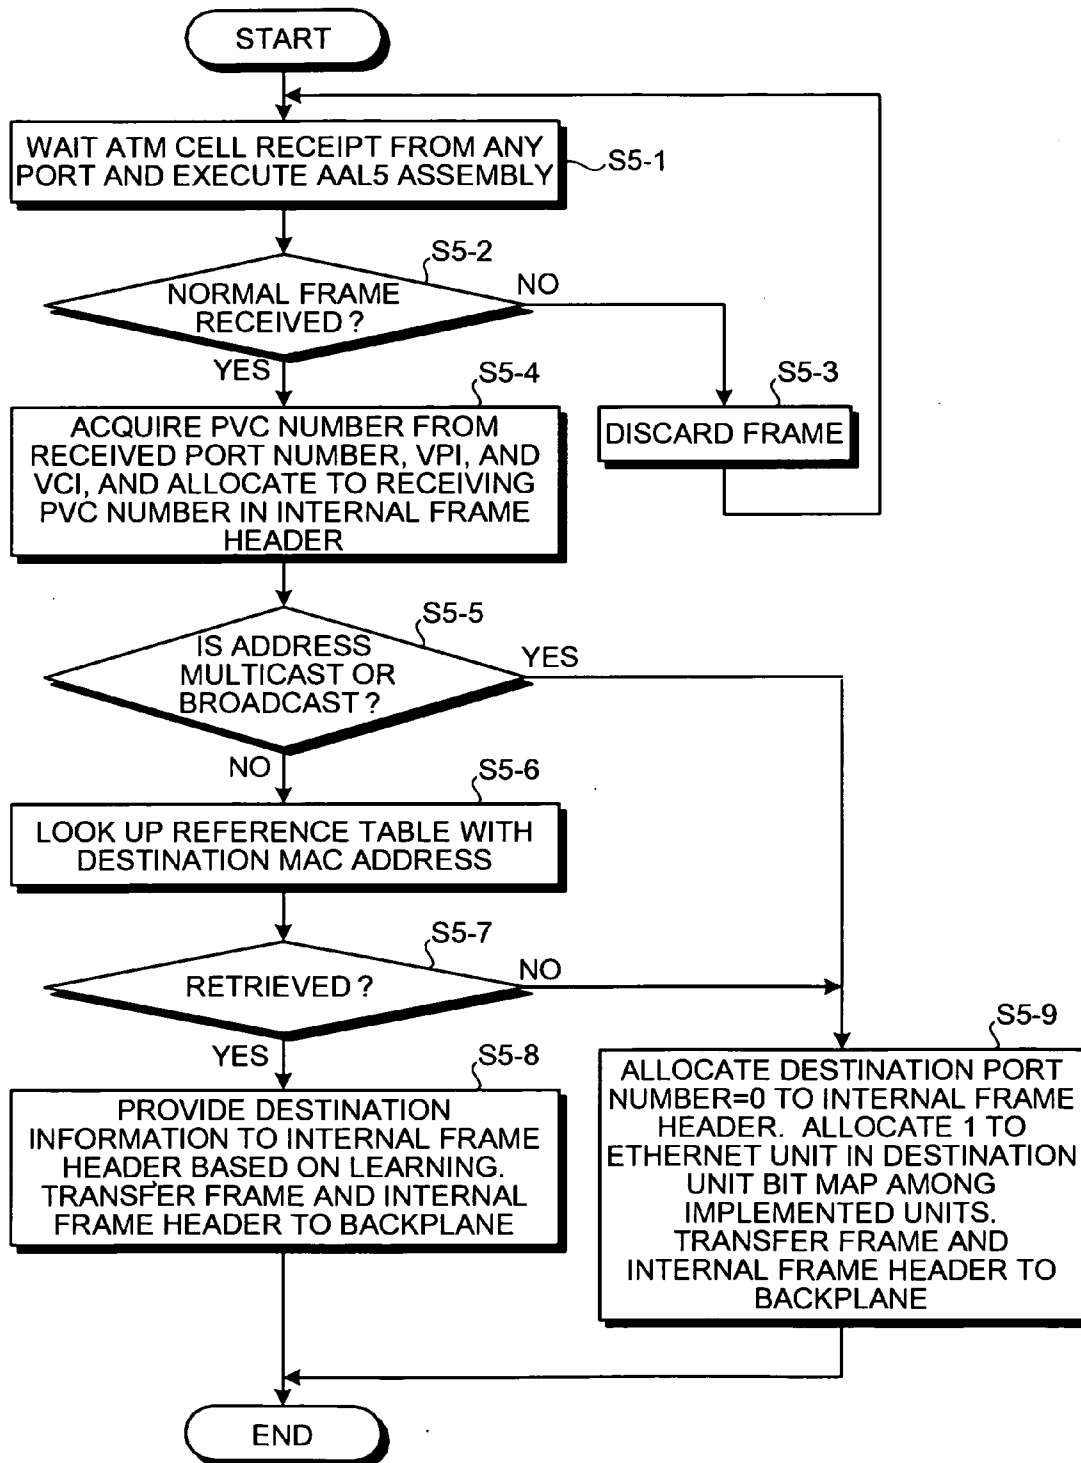 START
WAIT ATM CELL RECEIPT FROM ANY
PORT AND EXECUTE AAL5 ASSEMBLY
S5-1
S5-2
NORMAL FRAME
RECEIVED?
NO
YES
S5-3
DISCARD FRAME
S5-4
ACQUIRE PVC NUMBER FROM
RECEIVED PORT NUMBER, VPI, AND
VCI, AND ALLOCATE TO RECEIVING
PVC NUMBER IN INTERNAL FRAME
HEADER
S5-5
IS ADDRESS
MULTICAST OR
BROADCAST?
YES
NO
S5-6
LOOK UP REFERENCE TABLE WITH
DESTINATION MAC ADDRESS
S5-7
RETRIEVED?
NO
YES
S5-8
PROVIDE DESTINATION
INFORMATION TO INTERNAL FRAME
HEADER BASED ON LEARNING.
TRANSFER FRAME AND INTERNAL
FRAME HEADER TO BACKPLANE
S5-9
ALLOCATE DESTINATION PORT
NUMBER=0 TO INTERNAL FRAME
HEADER. ALLOCATE 1 TO
ETHERNET UNIT IN DESTINATION
UNIT BIT MAP AMONG
IMPLEMENTED UNITS.
TRANSFER FRAME AND
INTERNAL FRAME HEADER TO
BACKPLANE
END